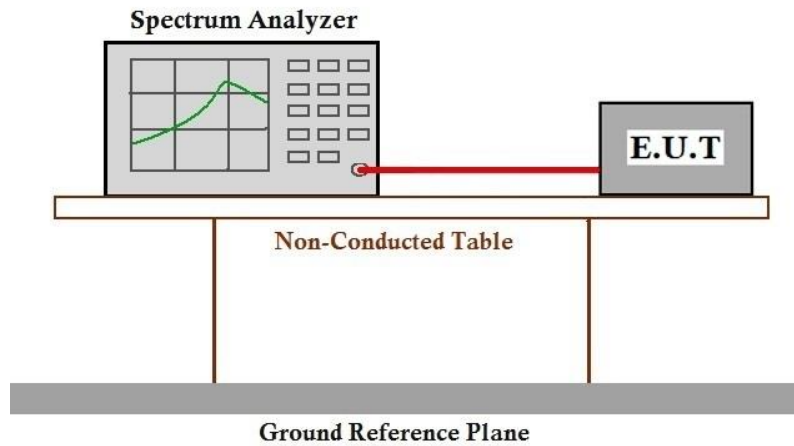 Spectrum Analyzer
E.U.T
Non-Conducted Table
Ground Reference Plane